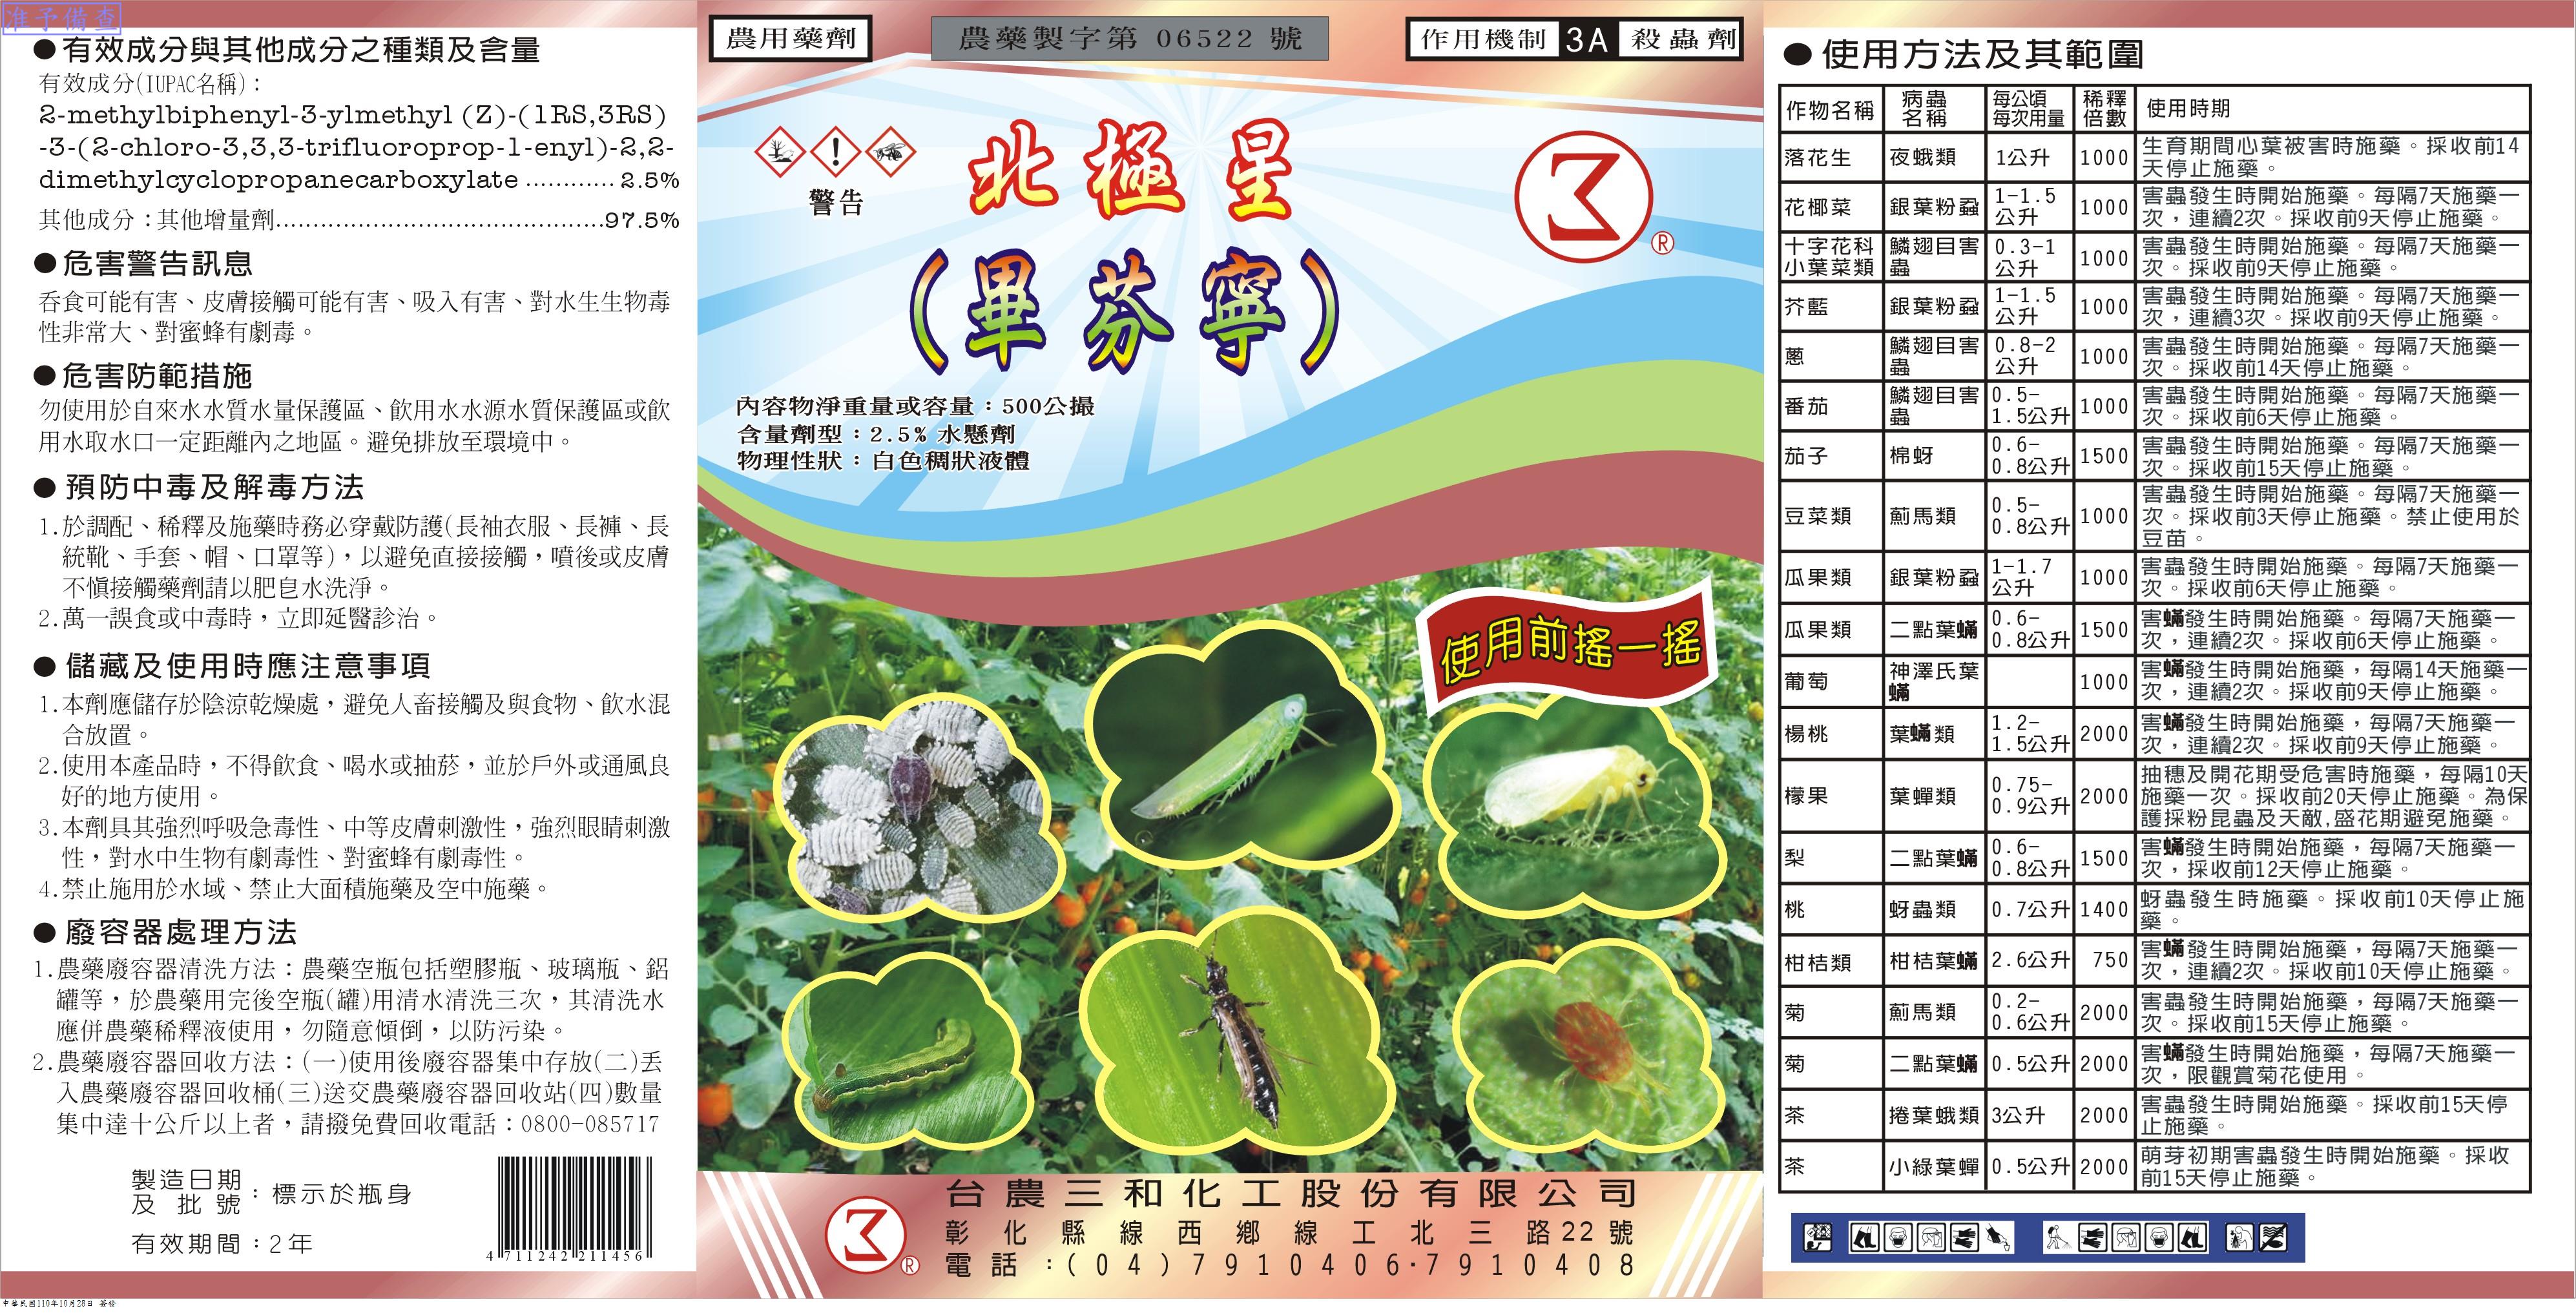 准予備查
●有效成分與其他成分之種類及含量
有效成分(IUPAC名稱)：
2-methylbiphenyl-3-ylmethyl (Z)-(1RS,3RS)
-3-(2-chloro-3,3,3-trifluoroprop-1-enyl)-2,2-
dimethylcyclopropanecarboxylate ............ 2.5%
其他成分：其他增量劑............................................97.5%
●危害警告訊息
吞食可能有害、皮膚接觸可能有害、吸入有害、對水生生物毒
性非常大、對蜜蜂有劇毒。
●危害防範措施
勿使用於自來水水質水量保護區、飲用水水源水質保護區或飲
用水取水口一定距離內之地區。避免排放至環境中。
●預防中毒及解毒方法
1.於調配、稀釋及施藥時務必穿戴防護(長袖衣服、長褲、長
統靴、手套、帽、口罩等)，以避免直接接觸，噴後或皮膚
不慎接觸藥劑請以肥皂水洗淨。
2.萬一誤食或中毒時，立即延醫診治。
●儲藏及使用時應注意事項
1.本劑應儲存於陰涼乾燥處，避免人畜接觸及與食物、飲水混
合放置。
2.使用本產品時，不得飲食、喝水或抽菸，並於戶外或通風良
好的地方使用。
3.本劑具其強烈呼吸急毒性、中等皮膚刺激性，強烈眼睛刺激
性，對水中生物有劇毒性、對蜜蜂有劇毒性。
4.禁止施用於水域、禁止大面積施藥及空中施藥。
●廢容器處理方法
1.農藥廢容器清洗方法：農藥空瓶包括塑膠瓶、玻璃瓶、鋁
罐等，於農藥用完後空瓶(罐)用清水清洗三次，其清洗水
應併農藥稀釋液使用，勿隨意傾倒，以防污染。
2.農藥廢容器回收方法：(一)使用後廢容器集中存放(二)丟
入農藥廢容器回收桶(三)送交農藥廢容器回收站(四)數量
集中達十公斤以上者，請撥免費回收電話：0800-085717
製造日期
及 批 號：標示於瓶身
有效期間：2年
4 711242 211456
中華民國110年10月28日 簽發
農用藥劑
農藥製字第 06522 號
作用機制 3A 殺蟲劑
警告
北極星
(畢芬寧)
®
內容物淨重量或容量：500公撮
含量劑型：2.5% 水懸劑
物理性狀：白色稠狀液體
使用前搖一搖
®
台農三和化工股份有限公司
彰化縣線西鄉線工北三路22號
電話：(04)7910406·7910408
●使用方法及其範圍
作物名稱 病蟲名稱 每公頃每次用量 稀釋倍數 使用時期
落花生 夜蛾類 1公升 1000 生育期間心葉被害時施藥。採收前14
天停止施藥。
花椰菜 銀葉粉蝨 1-1.5公升 1000 害蟲發生時開始施藥。每隔7天施藥一
次，連續2次。採收前9天停止施藥。
十字花科小葉菜類 鱗翅目害蟲 0.3-1公升 1000 害蟲發生時開始施藥。每隔7天施藥一
次。採收前9天停止施藥。
芥藍 銀葉粉蝨 1-1.5公升 1000 害蟲發生時開始施藥。每隔7天施藥一
次，連續3次。採收前9天停止施藥。
蔥 鱗翅目害蟲 0.8-2公升 1000 害蟲發生時開始施藥。每隔7天施藥一
次。採收前14天停止施藥。
番茄 鱗翅目害蟲 0.5-1.5公升 1000 害蟲發生時開始施藥。每隔7天施藥一
次。採收前6天停止施藥。
茄子 棉蚜 0.6-0.8公升 1500 害蟲發生時開始施藥。每隔7天施藥一
次。採收前15天停止施藥。
豆菜類 薊馬類 0.5-0.8公升 1000 害蟲發生時開始施藥。每隔7天施藥一
次。採收前3天停止施藥。禁止使用於
豆苗。
瓜果類 銀葉粉蝨 1-1.7公升 1000 害蟲發生時開始施藥。每隔7天施藥一
次。採收前6天停止施藥。
瓜果類 二點葉蟎 0.6-0.8公升 1500 害蟎發生時開始施藥。每隔7天施藥一
次，連續2次。採收前6天停止施藥。
葡萄 神澤氏葉蟎 1000 害蟎發生時開始施藥，每隔14天施藥一
次，連續2次。採收前9天停止施藥。
楊桃 葉蟎類 1.2-1.5公升 2000 害蟎發生時開始施藥，每隔7天施藥一
次，連續2次。採收前9天停止施藥。
檬果 葉蟬類 0.75-0.9公升 2000 抽穗及開花期受危害時施藥，每隔10天
施藥一次。採收前20天停止施藥。為保
護採粉昆蟲及天敵,盛花期避免施藥。
梨 二點葉蟎 0.6-0.8公升 1500 害蟎發生時開始施藥，每隔7天施藥一
次，採收前12天停止施藥。
桃 蚜蟲類 0.7公升 1400 蚜蟲發生時施藥。採收前10天停止施
藥。
柑桔類 柑桔葉蟎 2.6公升 750 害蟎發生時開始施藥，每隔7天施藥一
次，連續2次。採收前10天停止施藥。
菊 薊馬類 0.2-0.6公升 2000 害蟲發生時開始施藥，每隔7天施藥一
次。採收前15天停止施藥。
菊 二點葉蟎 0.5公升 2000 害蟎發生時開始施藥，每隔7天施藥一
次，限觀賞菊花使用。
茶 捲葉蛾類 3公升 2000 害蟲發生時開始施藥。採收前15天停
止施藥。
茶 小綠葉蟬 0.5公升 2000 萌芽初期害蟲發生時開始施藥。採收
前15天停止施藥。